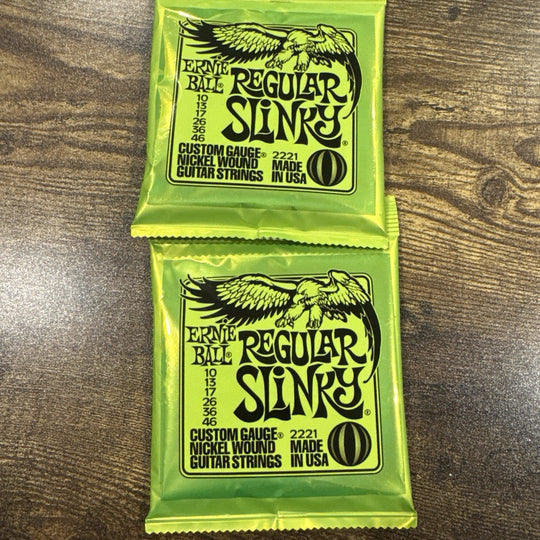 ERNIE BALL®
REGULAR
SLINKY®
10
13
17
26
36
46
CUSTOM GAUGE® 2221
NICKEL WOUND MADE
GUITAR STRINGS IN USA
ERNIE BALL®
REGULAR
SLINKY®
10
13
17
26
36
46
CUSTOM GAUGE® 2221
NICKEL WOUND MADE
GUITAR STRINGS IN USA